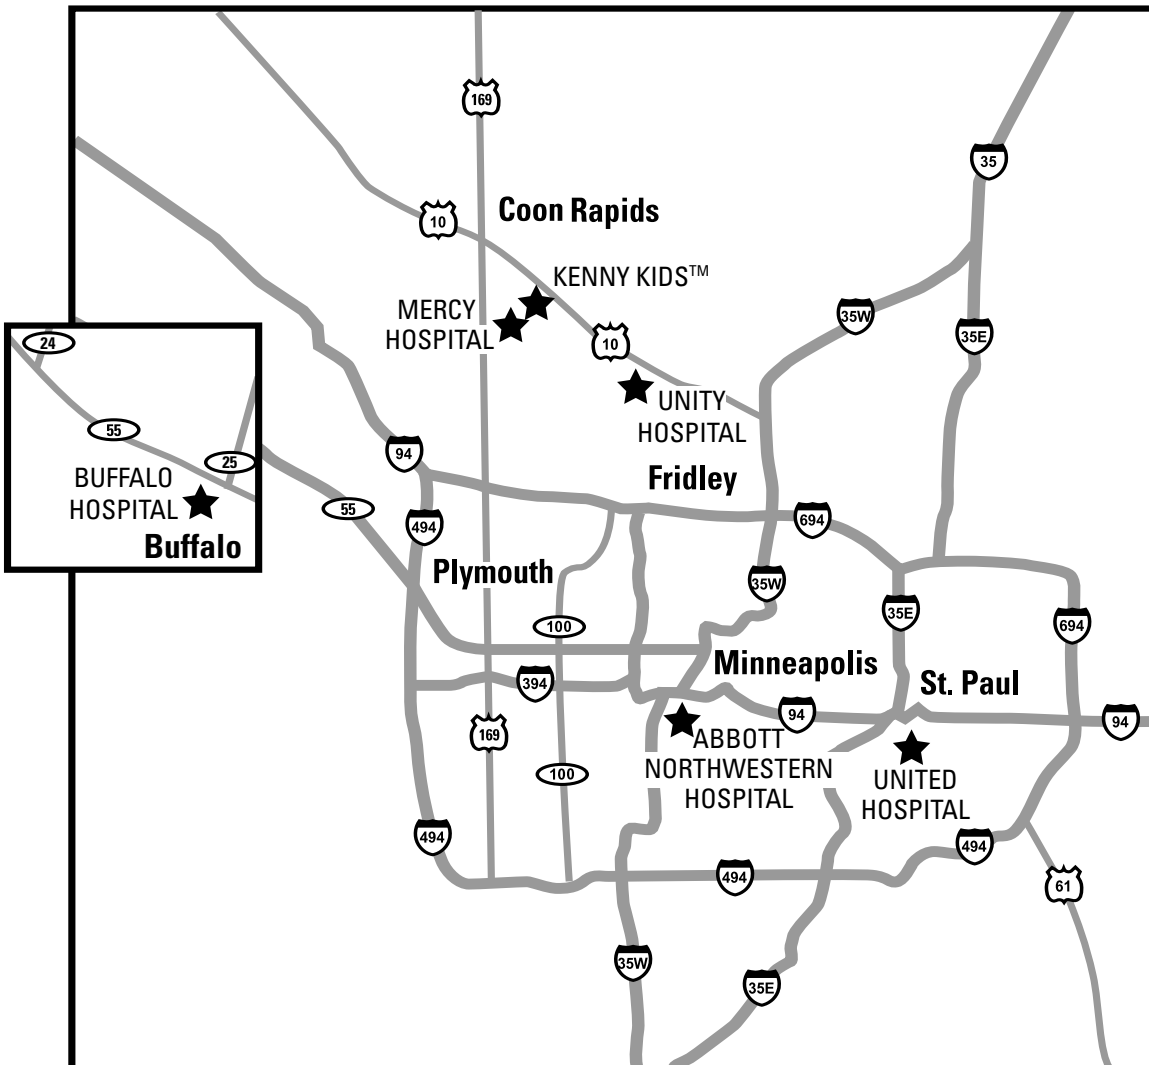 169
35
10
Coon Rapids
KENNY KIDS™
MERCY
HOSPITAL
35W
35E
10
24
UNITY
HOSPITAL
55
94
25
BUFFALO
HOSPITAL
Fridley
55
494
694
Buffalo
Plymouth
35W
35E
100
694
Minneapolis
394
St. Paul
94
94
169
ABBOTT
NORTHWESTERN
HOSPITAL
100
UNITED
HOSPITAL
494
494
494
61
35W
35E